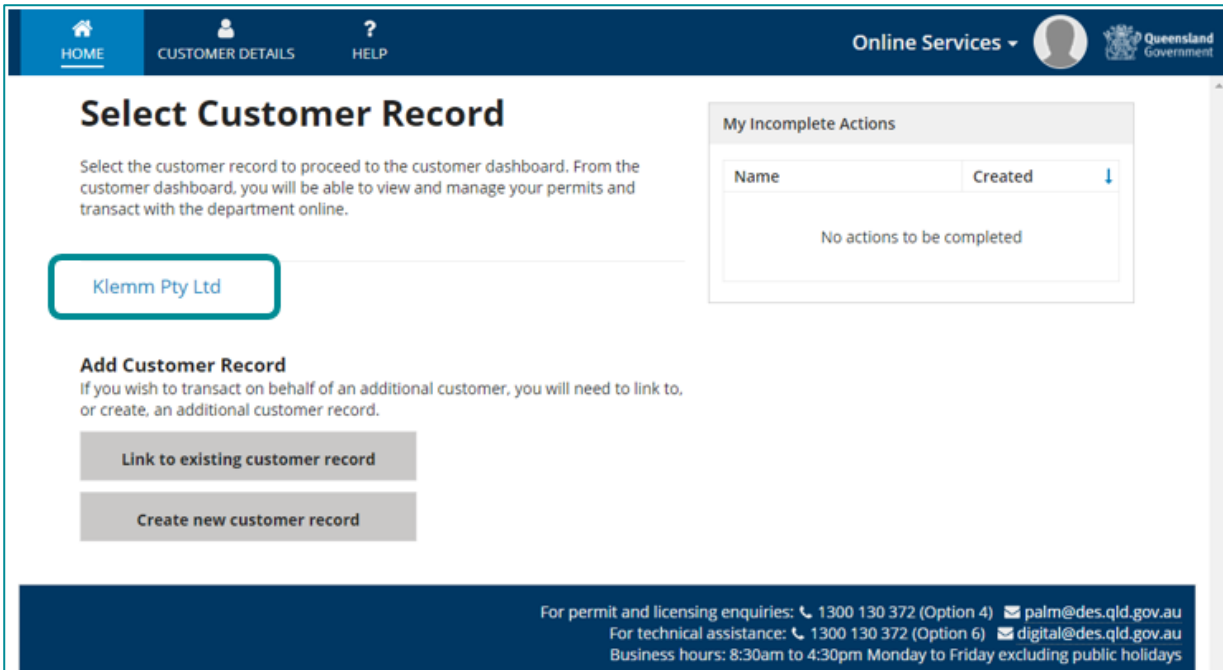 HOME
CUSTOMER DETAILS
?
HELP
Online Services
Queensland
Government
Select Customer Record
Select the customer record to proceed to the customer dashboard. From the
customer dashboard, you will be able to view and manage your permits and
transact with the department online.
Klemm Pty Ltd
Add Customer Record
If you wish to transact on behalf of an additional customer, you will need to link to,
or create, an additional customer record.
Link to existing customer record
Create new customer record
My Incomplete Actions
Name Created
No actions to be completed
For permit and licensing enquiries: 1300 130 372 (Option 4) palm@des.qld.gov.au
For technical assistance: 1300 130 372 (Option 6) digital@des.qld.gov.au
Business hours: 8:30am to 4:30pm Monday to Friday excluding public holidays